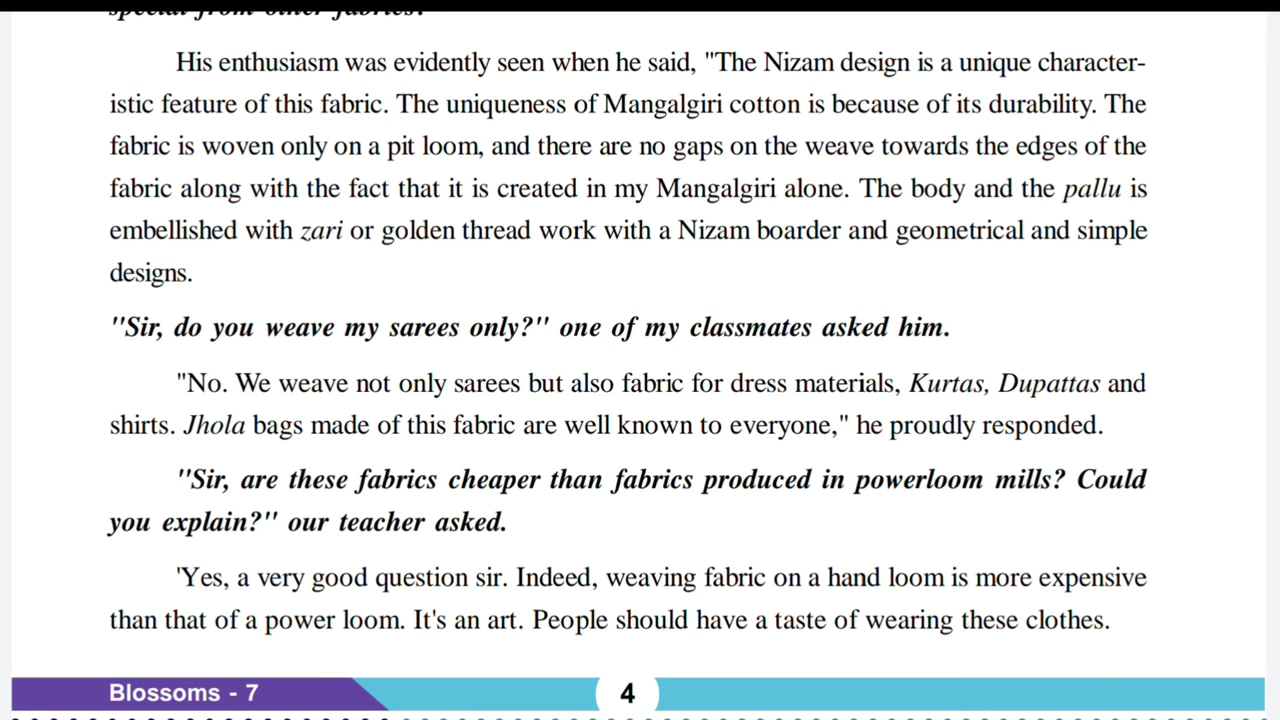 special from other fabrics?
His enthusiasm was evidently seen when he said, "The Nizam design is a unique character-
istic feature of this fabric. The uniqueness of Mangalgiri cotton is because of its durability. The
fabric is woven only on a pit loom, and there are no gaps on the weave towards the edges of the
fabric along with the fact that it is created in my Mangalgiri alone. The body and the pallu is
embellished with zari or golden thread work with a Nizam boarder and geometrical and simple
designs.
"Sir, do you weave my sarees only?" one of my classmates asked him.
"No. We weave not only sarees but also fabric for dress materials, Kurtas, Dupattas and
shirts. Jhola bags made of this fabric are well known to everyone," he proudly responded.
"Sir, are these fabrics cheaper than fabrics produced in powerloom mills? Could
you explain?" our teacher asked.
'Yes, a very good question sir. Indeed, weaving fabric on a hand loom is more expensive
than that of a power loom. It's an art. People should have a taste of wearing these clothes.
Blossoms - 7
4